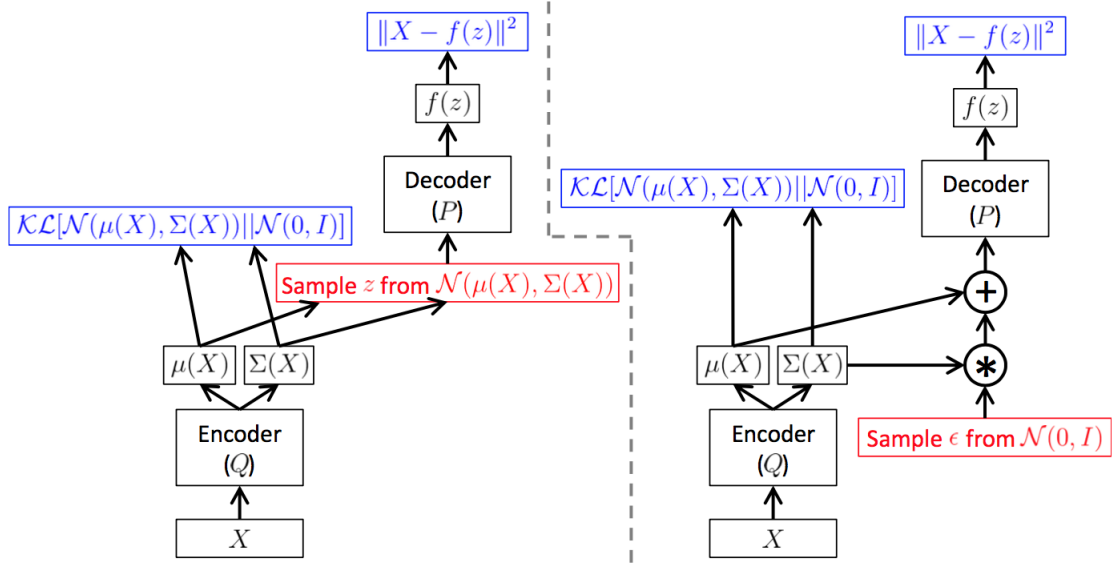 ‖X − f(z)‖²
f(z)
Decoder
(P)
𝒦ℒ[𝒩(μ(X), Σ(X))||𝒩(0, I)]
Sample z from 𝒩(μ(X), Σ(X))
μ(X)
Σ(X)
Encoder
(Q)
X
‖X − f(z)‖²
f(z)
Decoder
(P)
𝒦ℒ[𝒩(μ(X), Σ(X))||𝒩(0, I)]
+
μ(X)
Σ(X)
*
Encoder
(Q)
Sample ϵ from 𝒩(0, I)
X